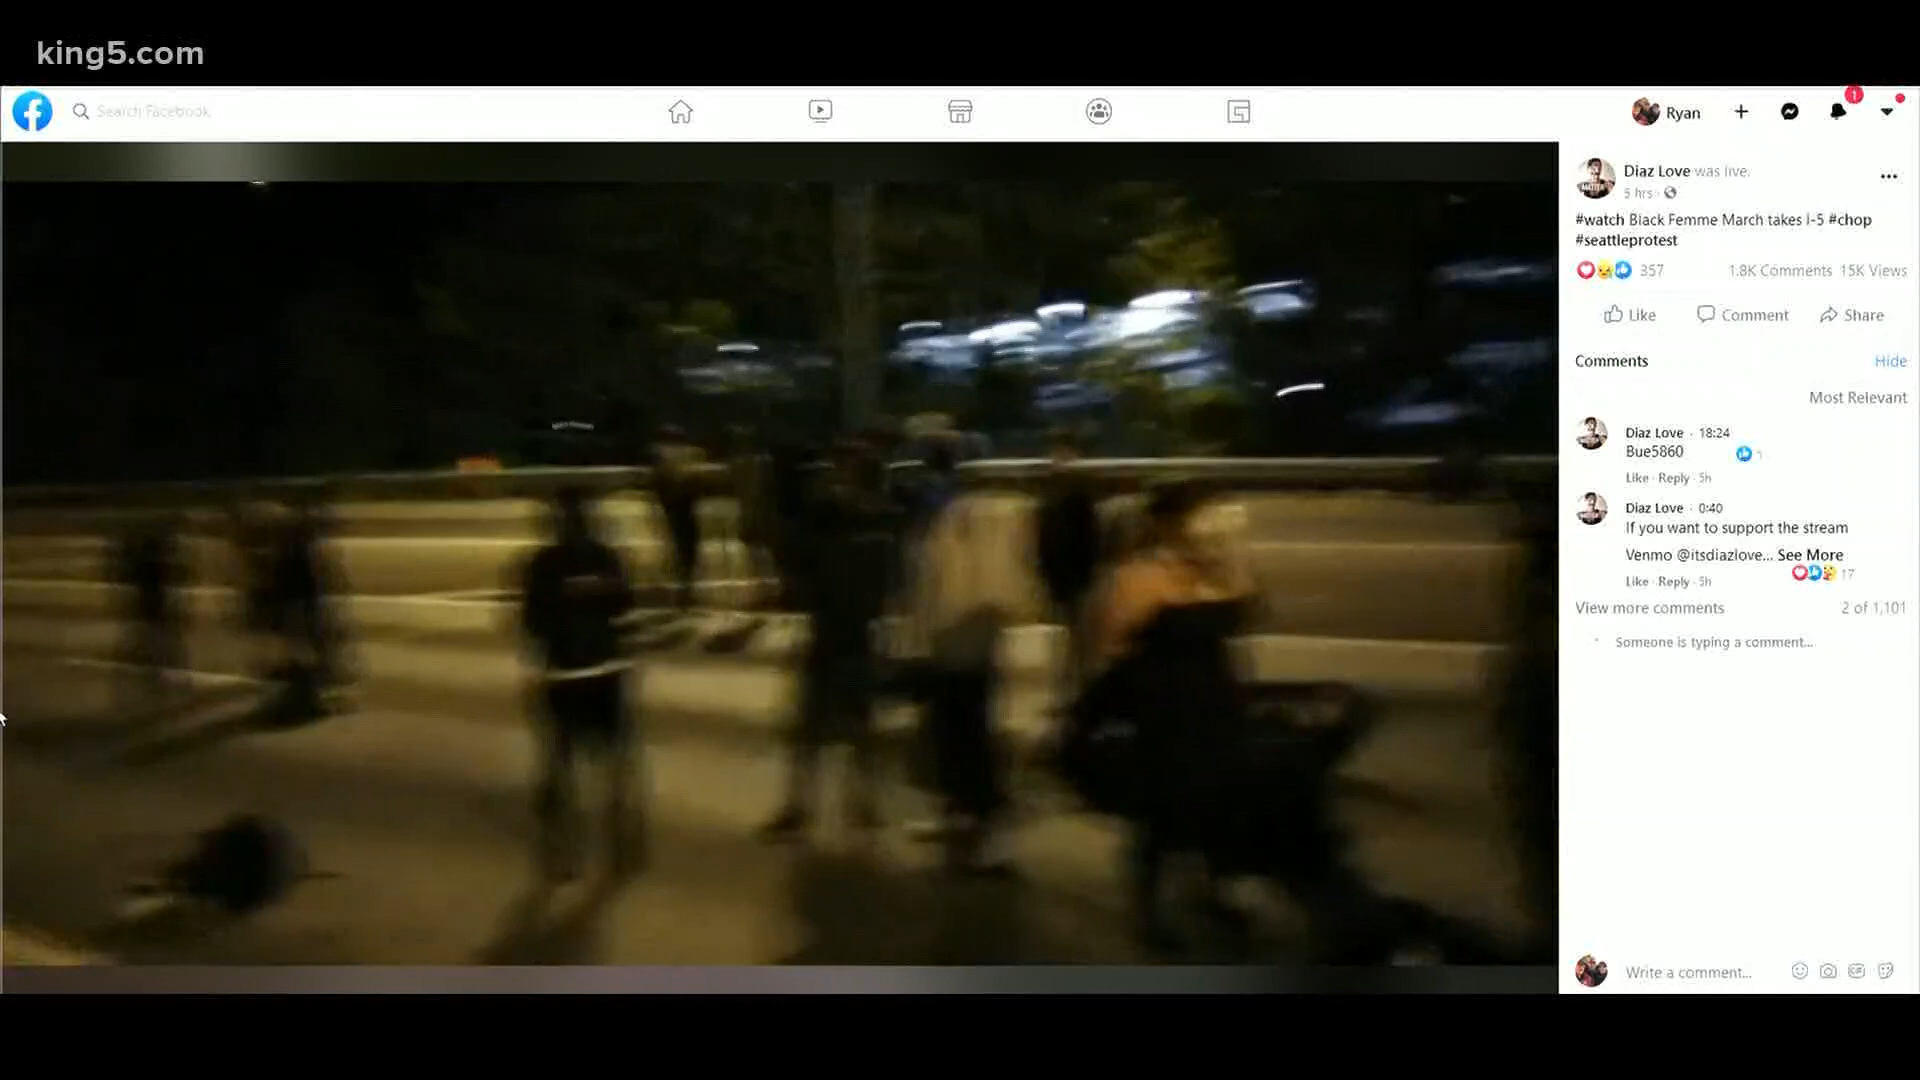 king5.com
Search Facebook
Ryan
1
Diaz Love was live.
5 hrs ·
#watch Black Femme March takes I-5 #chop
#seattleprotest
357 1.8K Comments 15K Views
Like Comment Share
Comments Hide
Most Relevant
Diaz Love · 18:24
Bue5860
1
Like · Reply · 5h
Diaz Love · 0:40
If you want to support the stream
Venmo @itsdiazlove... See More
17
Like · Reply · 5h
View more comments 2 of 1,101
Someone is typing a comment...
Write a comment...
GIF